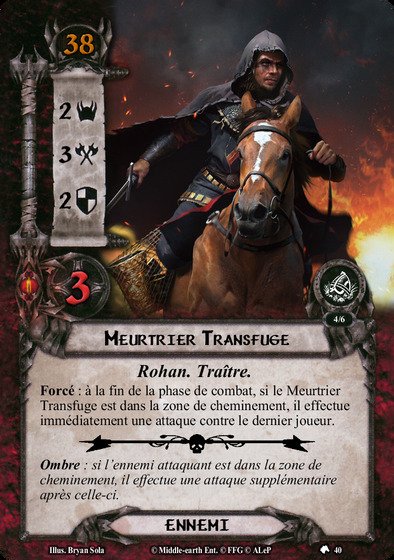 38
2
3
2
3
4/6
MEURTRIER TRANSFUGE
Rohan. Traître.
Forcé : à la fin de la phase de combat, si le Meurtrier
Transfuge est dans la zone de cheminement, il effectue
immédiatement une attaque contre le dernier joueur.
Ombre : si l'ennemi attaquant est dans la zone de
cheminement, il effectue une attaque supplémentaire
après celle-ci.
ENNEMI
Illus. Bryan Sola © Middle-earth Ent. © FFG © ALeP 40